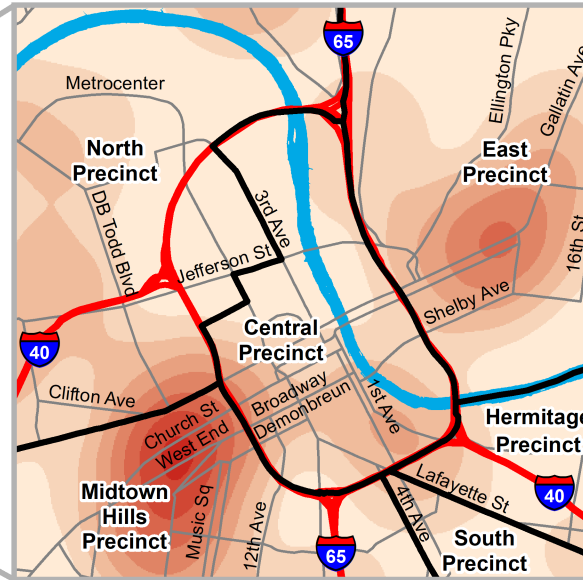 65
Ellington Pky
Gallatin Ave
Metrocenter
North
Precinct
East
Precinct
DB Todd Blvd
3rd Ave
16th St
Jefferson St
Shelby Ave
Central
Precinct
40
Clifton Ave
Broadway
Demonbreun
1st Ave
Church St
West End
Hermitage
Precinct
Midtown
Hills
Precinct
Music Sq
12th Ave
4th Ave
Lafayette St
40
South
Precinct
65